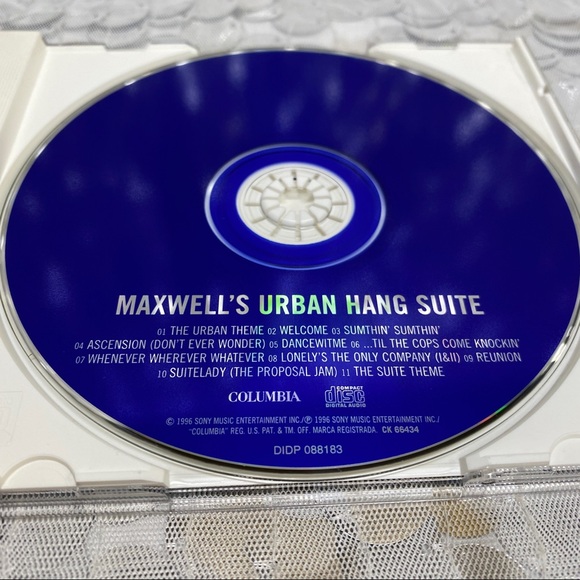 MAXWELL'S URBAN HANG SUITE
01 THE URBAN THEME 02 WELCOME 03 SUMTHIN' SUMTHIN'
04 ASCENSION (DON'T EVER WONDER) 05 DANCEWITME 06 ...TIL THE COPS COME KNOCKIN'
07 WHENEVER WHEREVER WHATEVER 08 LONELY'S THE ONLY COMPANY (I&II) 09 REUNION
10 SUITELADY (THE PROPOSAL JAM) 11 THE SUITE THEME
COLUMBIA COMPACT disc DIGITAL AUDIO
© 1996 SONY MUSIC ENTERTAINMENT INC./℗ 1996 SONY MUSIC ENTERTAINMENT INC./
"COLUMBIA" REG. U.S. PAT. & TM. OFF. MARCA REGISTRADA. CK 66434
DIDP 088183